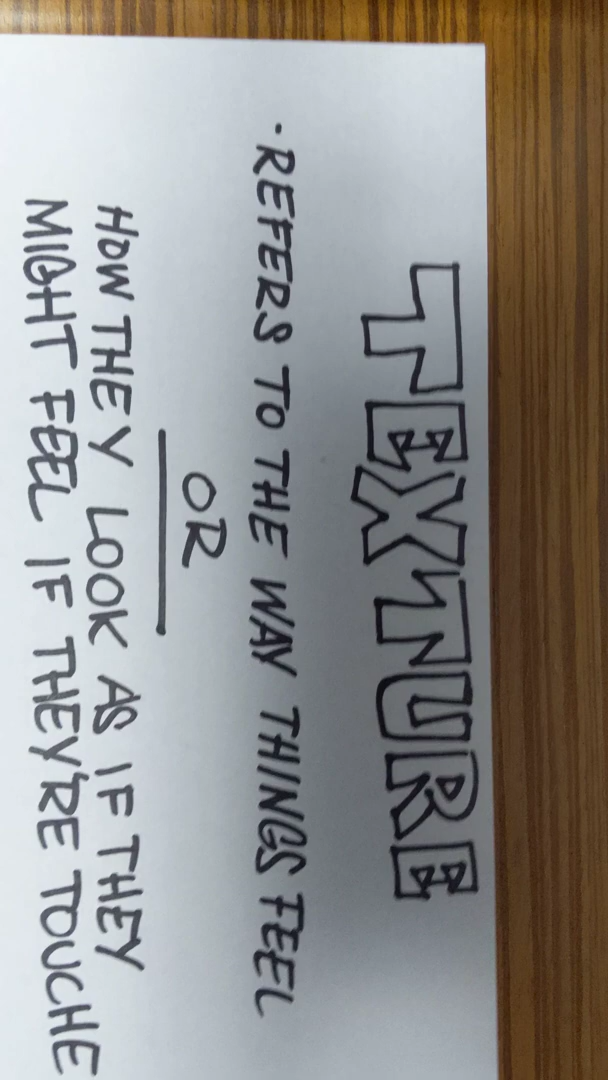 TEXTURE
· REFERS TO THE WAY THINGS FEEL
OR
HOW THEY LOOK AS IF THEY
MIGHT FEEL IF THEY'RE TOUCHE